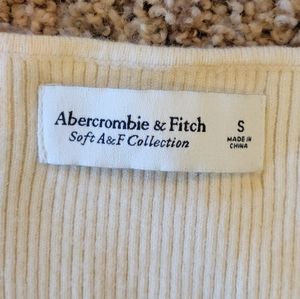 Abercrombie & Fitch
Soft A&F Collection
S
MADE IN
CHINA